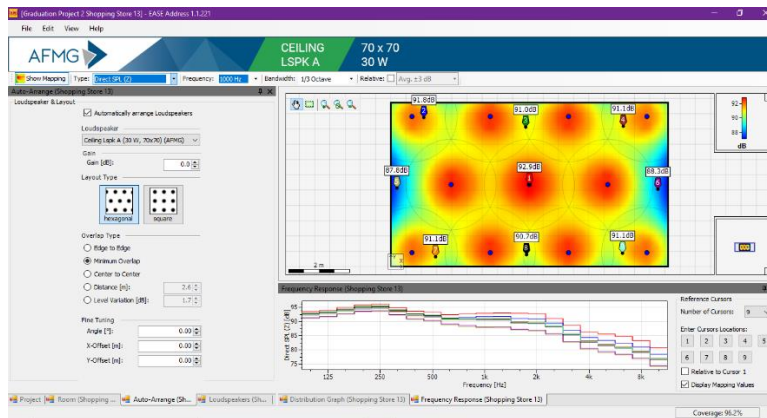 [Graduation Project 2 Shopping Store 13] - EASE Address 1.1.221
File Edit View Help
AFMG
CEILING LSPK A
70 x 70 30 W
Show Mapping Type: Direct SPL (Z) Frequency: 1000 Hz Bandwidth: 1/3 Octave Relative: Avg. ±3 dB
Auto-Arrange (Shopping Store 13)
Loudspeaker & Layout
Automatically arrange Loudspeakers
Loudspeaker
Ceiling Lspk A (30 W, 70x70) (AFMG)
Gain
Gain [dB]: 0.0
Layout Type
hexagonal square
Overlap Type
Edge to Edge
Minimum Overlap
Center to Center
Distance [m]: 2.6
Level Variation [dB]: 1.7
Fine Tuning
Angle [°]: 0.00
X-Offset [m]: 0.00
Y-Offset [m]: 0.00
91.8dB 91.0dB 91.1dB
2
87.8dB 92.9dB 88.3dB
1
91.1dB 90.7dB 91.1dB
2 m
92
90
88
dB
Frequency Response (Shopping Store 13)
Direct SPL (Z) [dB]
95
90
85
80
75
125 250 500 1k 2k 4k 8k
Frequency [Hz]
Reference Cursors
Number of Cursors: 9
Enter Cursors Locations:
1 2 3 4 5
6 7 8 9
Relative to Cursor 1
Display Mapping Values
Project Room (Shopping ... Auto-Arrange (Sh... Loudspeakers (Sh... Distribution Graph (Shopping Store 13) Frequency Response (Shopping Store 13)
Coverage: 96.2%